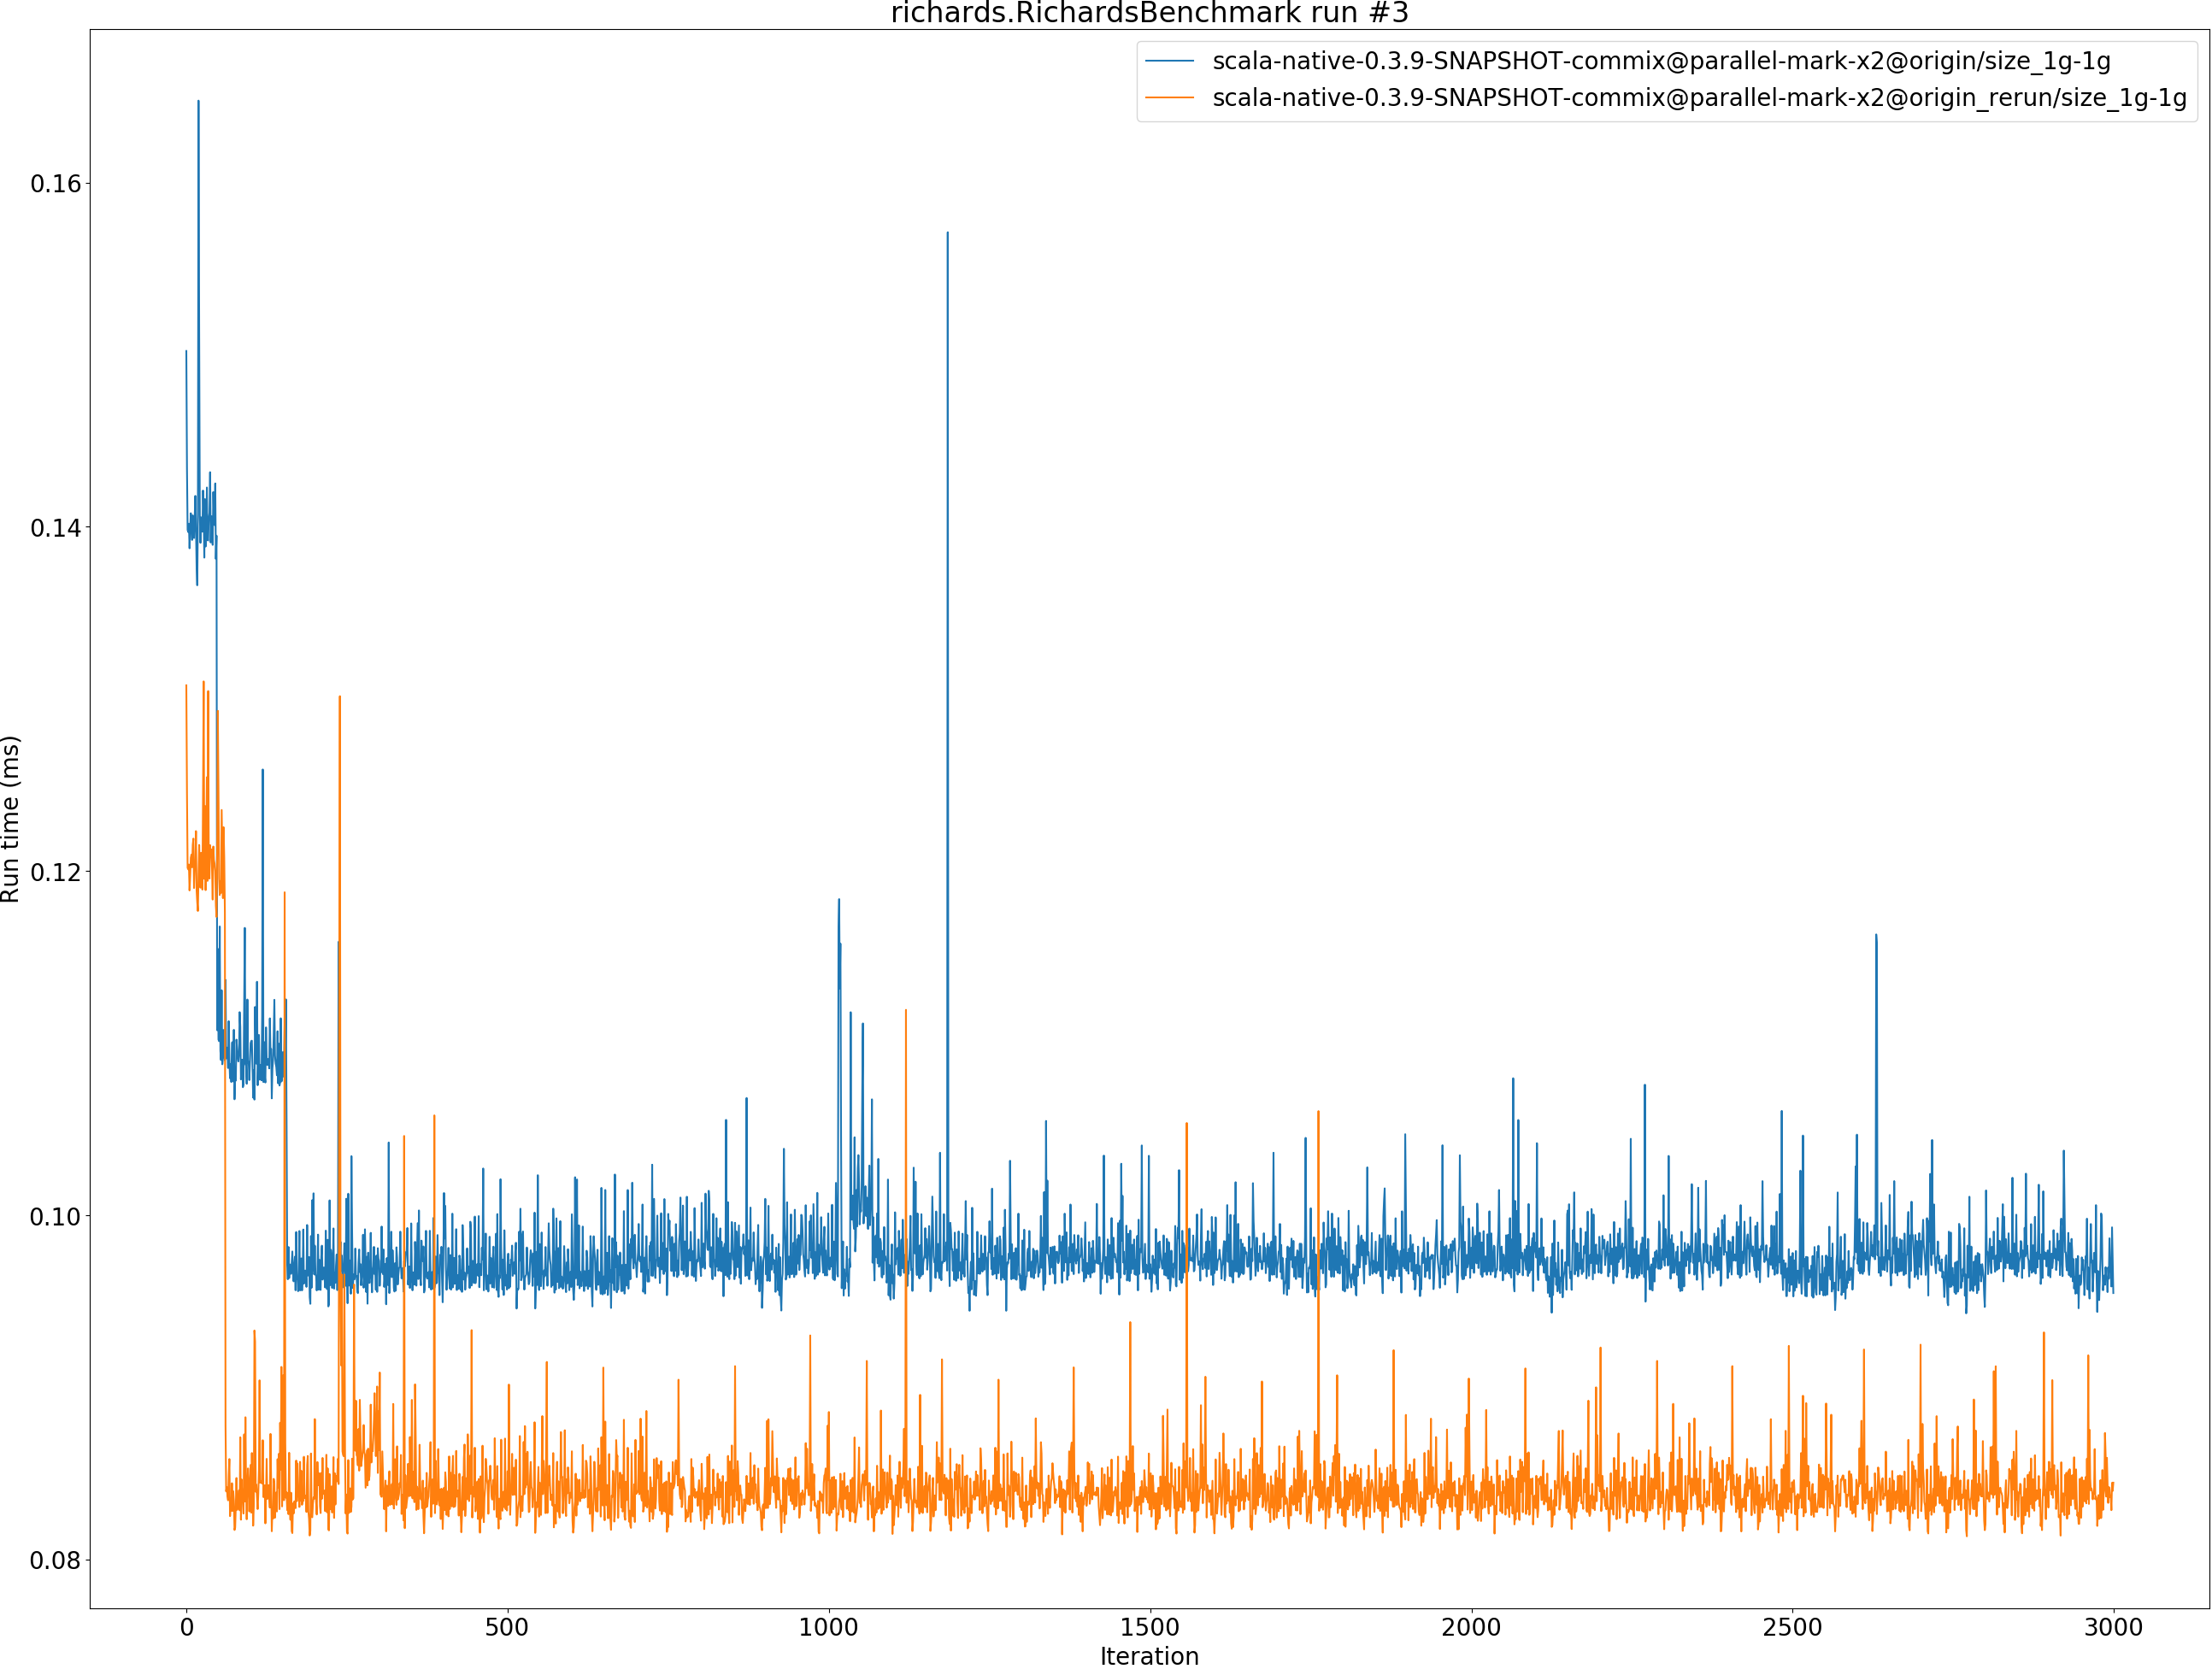 richards.RichardsBenchmark run #3
scala-native-0.3.9-SNAPSHOT-commix@parallel-mark-x2@origin/size_1g-1g
scala-native-0.3.9-SNAPSHOT-commix@parallel-mark-x2@origin_rerun/size_1g-1g
Run time (ms)
0.16
0.14
0.12
0.10
0.08
0 500 1000 1500 2000 2500 3000
Iteration